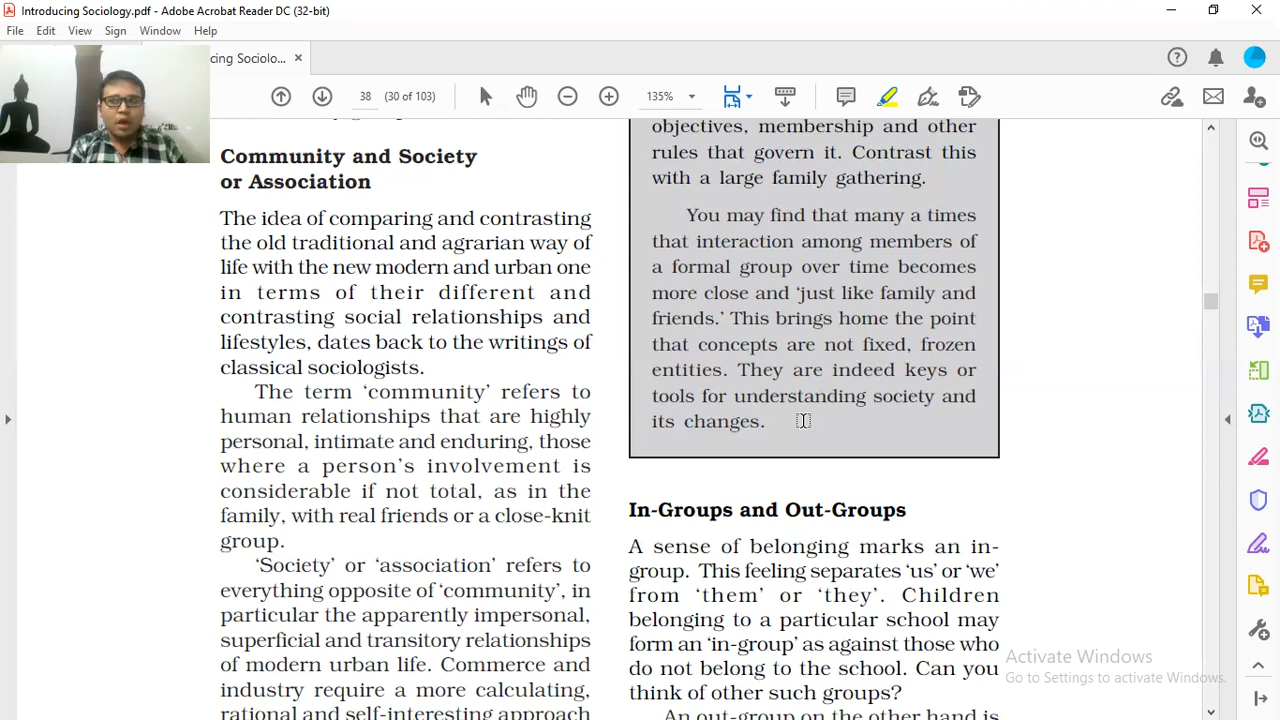 Introducing Sociology.pdf - Adobe Acrobat Reader DC (32-bit)
File Edit View Sign Window Help
cing Sociolo...
38 (30 of 103) 135%
Community and Society
or Association
The idea of comparing and contrasting
the old traditional and agrarian way of
life with the new modern and urban one
in terms of their different and
contrasting social relationships and
lifestyles, dates back to the writings of
classical sociologists.
The term ‘community’ refers to
human relationships that are highly
personal, intimate and enduring, those
where a person’s involvement is
considerable if not total, as in the
family, with real friends or a close-knit
group.
‘Society’ or ‘association’ refers to
everything opposite of ‘community’, in
particular the apparently impersonal,
superficial and transitory relationships
of modern urban life. Commerce and
industry require a more calculating,
rational and self-interesting approach
objectives, membership and other
rules that govern it. Contrast this
with a large family gathering.
You may find that many a times
that interaction among members of
a formal group over time becomes
more close and ‘just like family and
friends.’ This brings home the point
that concepts are not fixed, frozen
entities. They are indeed keys or
tools for understanding society and
its changes.
In-Groups and Out-Groups
A sense of belonging marks an in-
group. This feeling separates ‘us’ or ‘we’
from ‘them’ or ‘they’. Children
belonging to a particular school may
form an ‘in-group’ as against those who
do not belong to the school. Can you
think of other such groups?
An out-group on the other hand is
Activate Windows
Go to Settings to activate Windows.